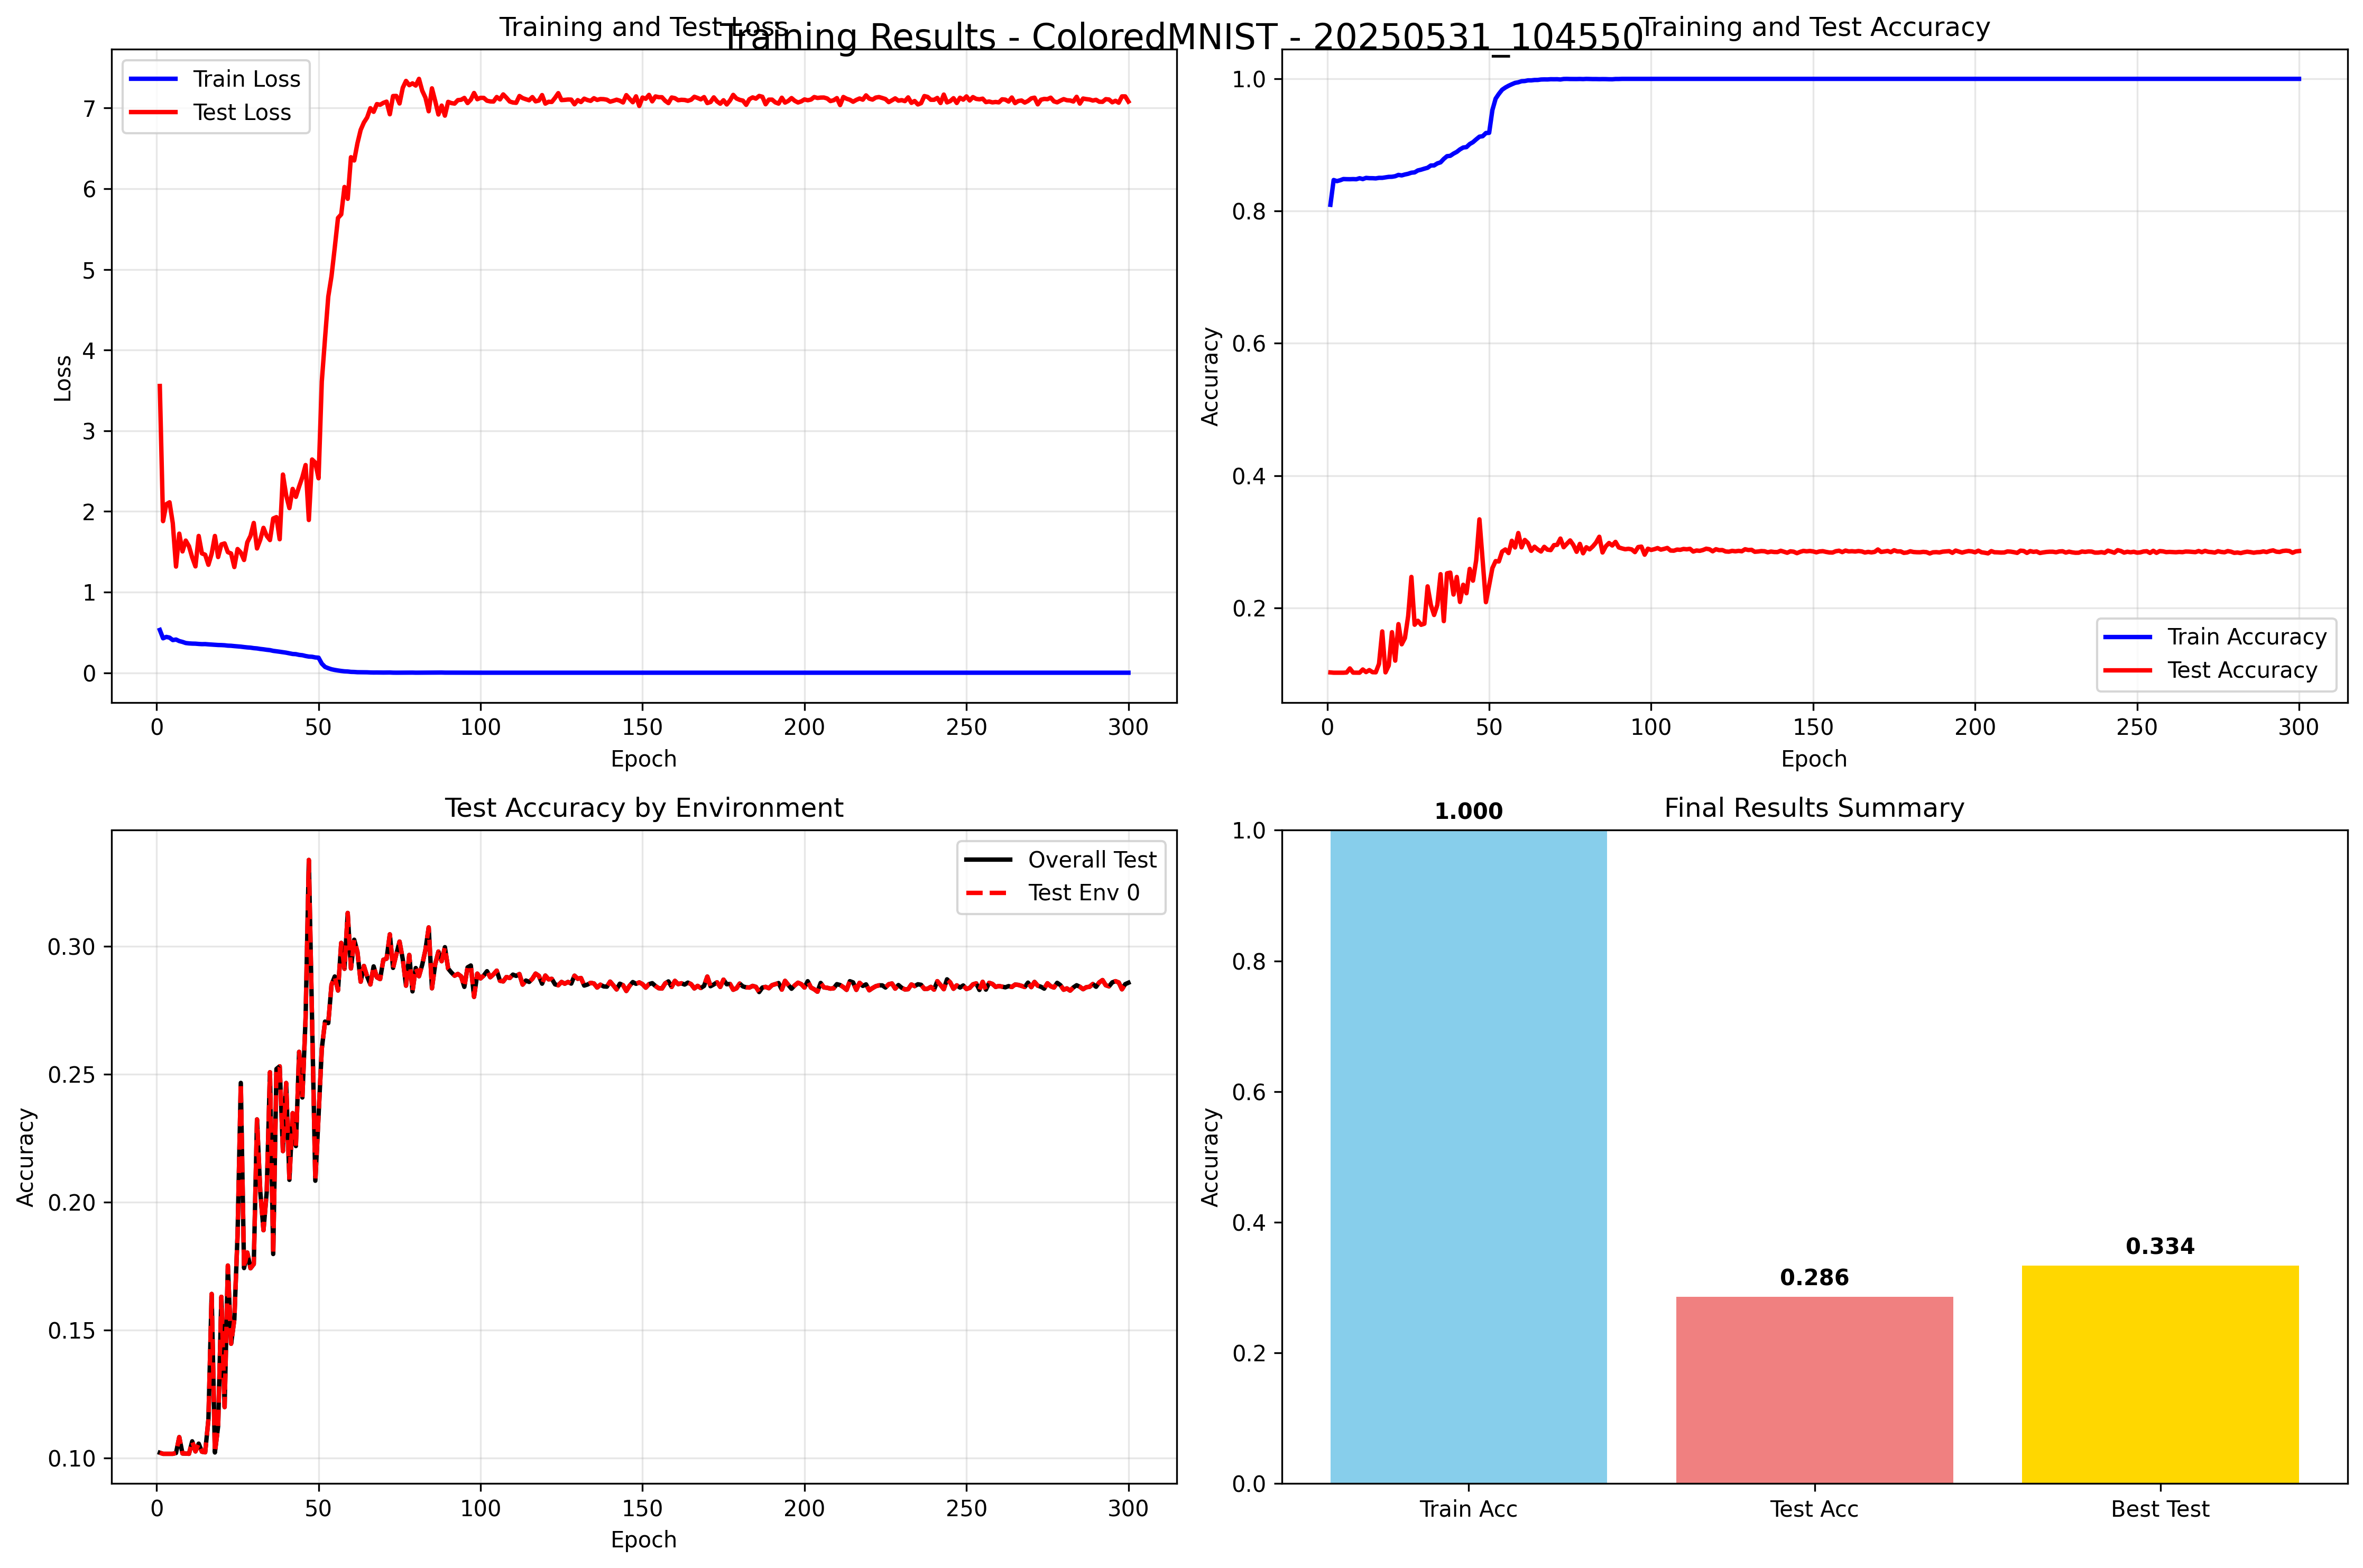 Training Results - ColoredMNIST - 20250531_104550
Training and Test Loss
Train Loss
Test Loss
Loss
7
6
5
4
3
2
1
0
0 50 100 150 200 250 300
Epoch
Training and Test Accuracy
Accuracy
1.0
0.8
0.6
0.4
0.2
Train Accuracy
Test Accuracy
0 50 100 150 200 250 300
Epoch
Test Accuracy by Environment
Overall Test
Test Env 0
Accuracy
0.30
0.25
0.20
0.15
0.10
0 50 100 150 200 250 300
Epoch
Final Results Summary
1.000
0.286
0.334
Accuracy
1.0
0.8
0.6
0.4
0.2
0.0
Train Acc Test Acc Best Test